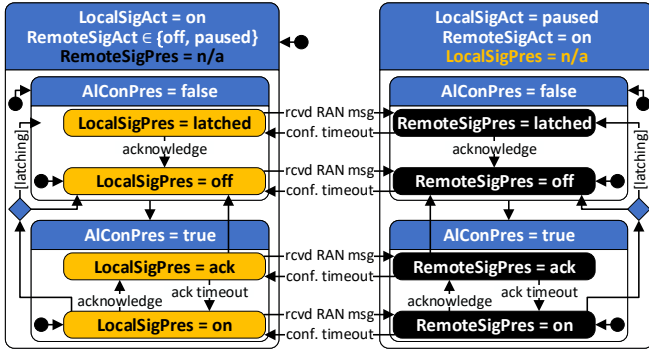 LocalSigAct = on
RemoteSigAct ∈ {off, paused}
RemoteSigPres = n/a
AlConPres = false
LocalSigPres = latched
acknowledge
LocalSigPres = off
[latching]
AlConPres = true
LocalSigPres = ack
acknowledge
ack timeout
LocalSigPres = on
rcvd RAN msg
conf. timeout
rcvd RAN msg
conf. timeout
rcvd RAN msg
conf. timeout
rcvd RAN msg
conf. timeout
LocalSigAct = paused
RemoteSigAct = on
LocalSigPres = n/a
AlConPres = false
RemoteSigPres = latched
acknowledge
RemoteSigPres = off
[latching]
AlConPres = true
RemoteSigPres = ack
acknowledge
ack timeout
RemoteSigPres = on